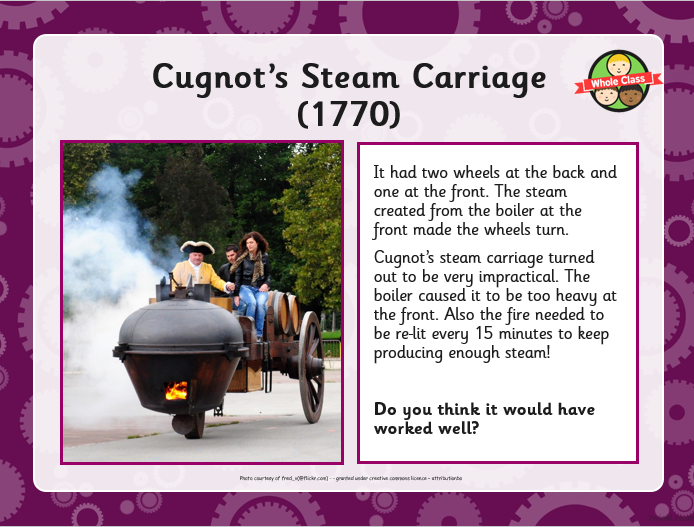 Cugnot's Steam Carriage
(1770)
Whole Class
It had two wheels at the back and
one at the front. The steam
created from the boiler at the
front made the wheels turn.
Cugnot's steam carriage turned
out to be very impractical. The
boiler caused it to be too heavy at
the front. Also the fire needed to
be re-lit every 15 minutes to keep
producing enough steam!
Do you think it would have
worked well?
Photo courtesy of fred_v(@flickr.com) - - granted under creative commons licence – attribution